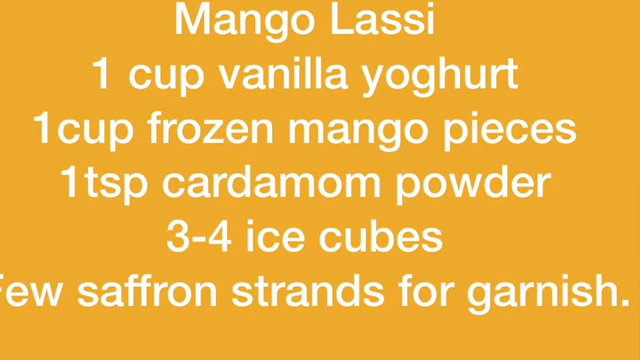 Mango Lassi
1 cup vanilla yoghurt
1cup frozen mango pieces
1tsp cardamom powder
3-4 ice cubes
Few saffron strands for garnish.